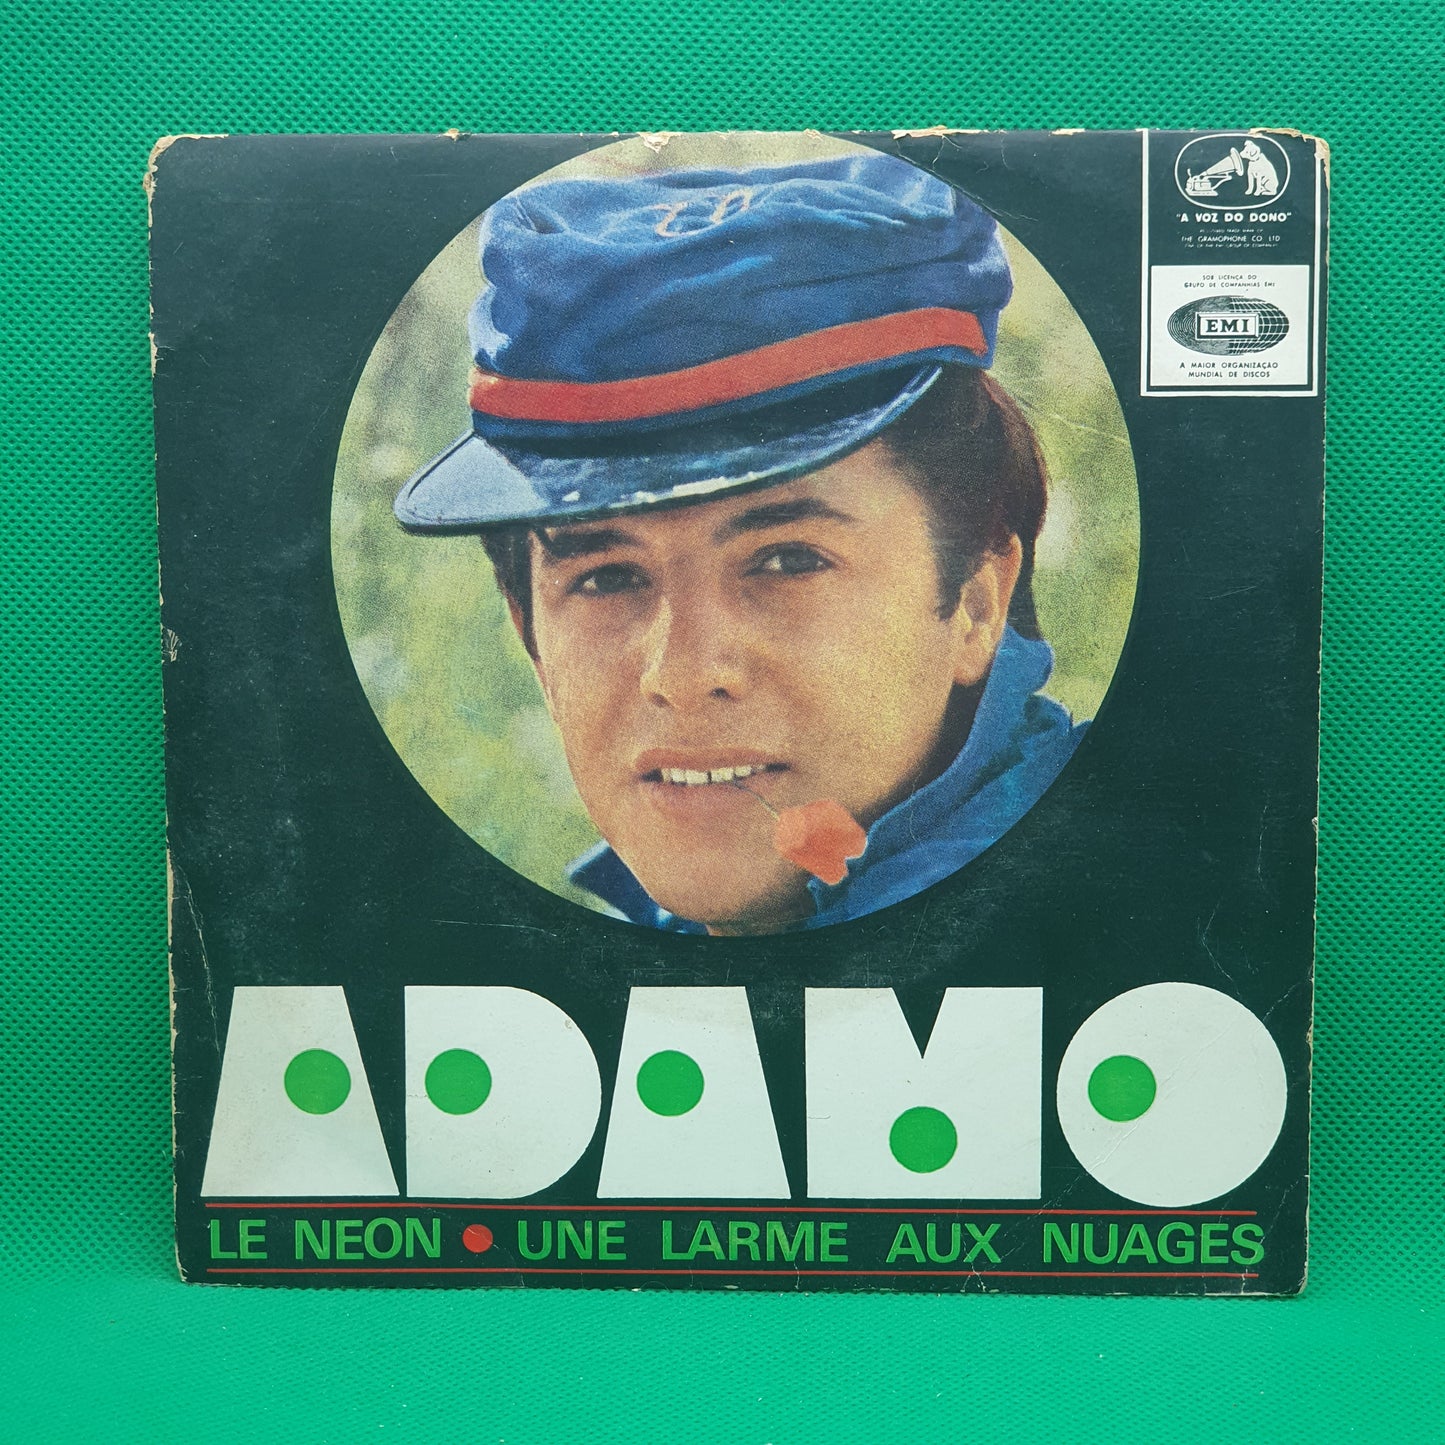 "A VOZ DO DONO"
THE GRAMOPHONE CO LTD
SOB LICENÇA DO
GRUPO DE COMPANHIAS EMI
EMI
A MAIOR ORGANIZAÇÃO
MUNDIAL DE DISCOS
ADAMO
LE NEON • UNE LARME AUX NUAGES